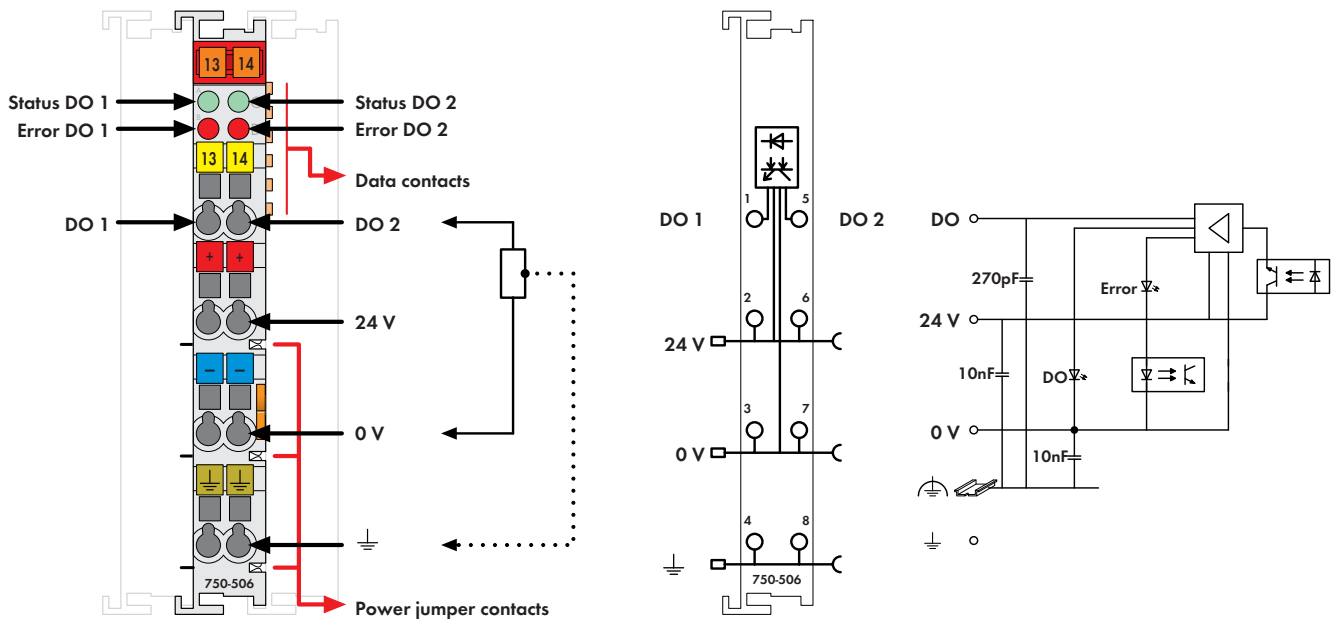 13 14
A C
Status DO 1
Status DO 2
B D
Error DO 1
Error DO 2
13 14
Data contacts
DO 1
DO 2
+ +
24 V
– –
0 V
750-506
Power jumper contacts
1 5
DO 1
DO 2
2 6
24 V
3 7
0 V
4 8
750-506
DO
270pF
Error
24 V
10nF
DO
0 V
10nF